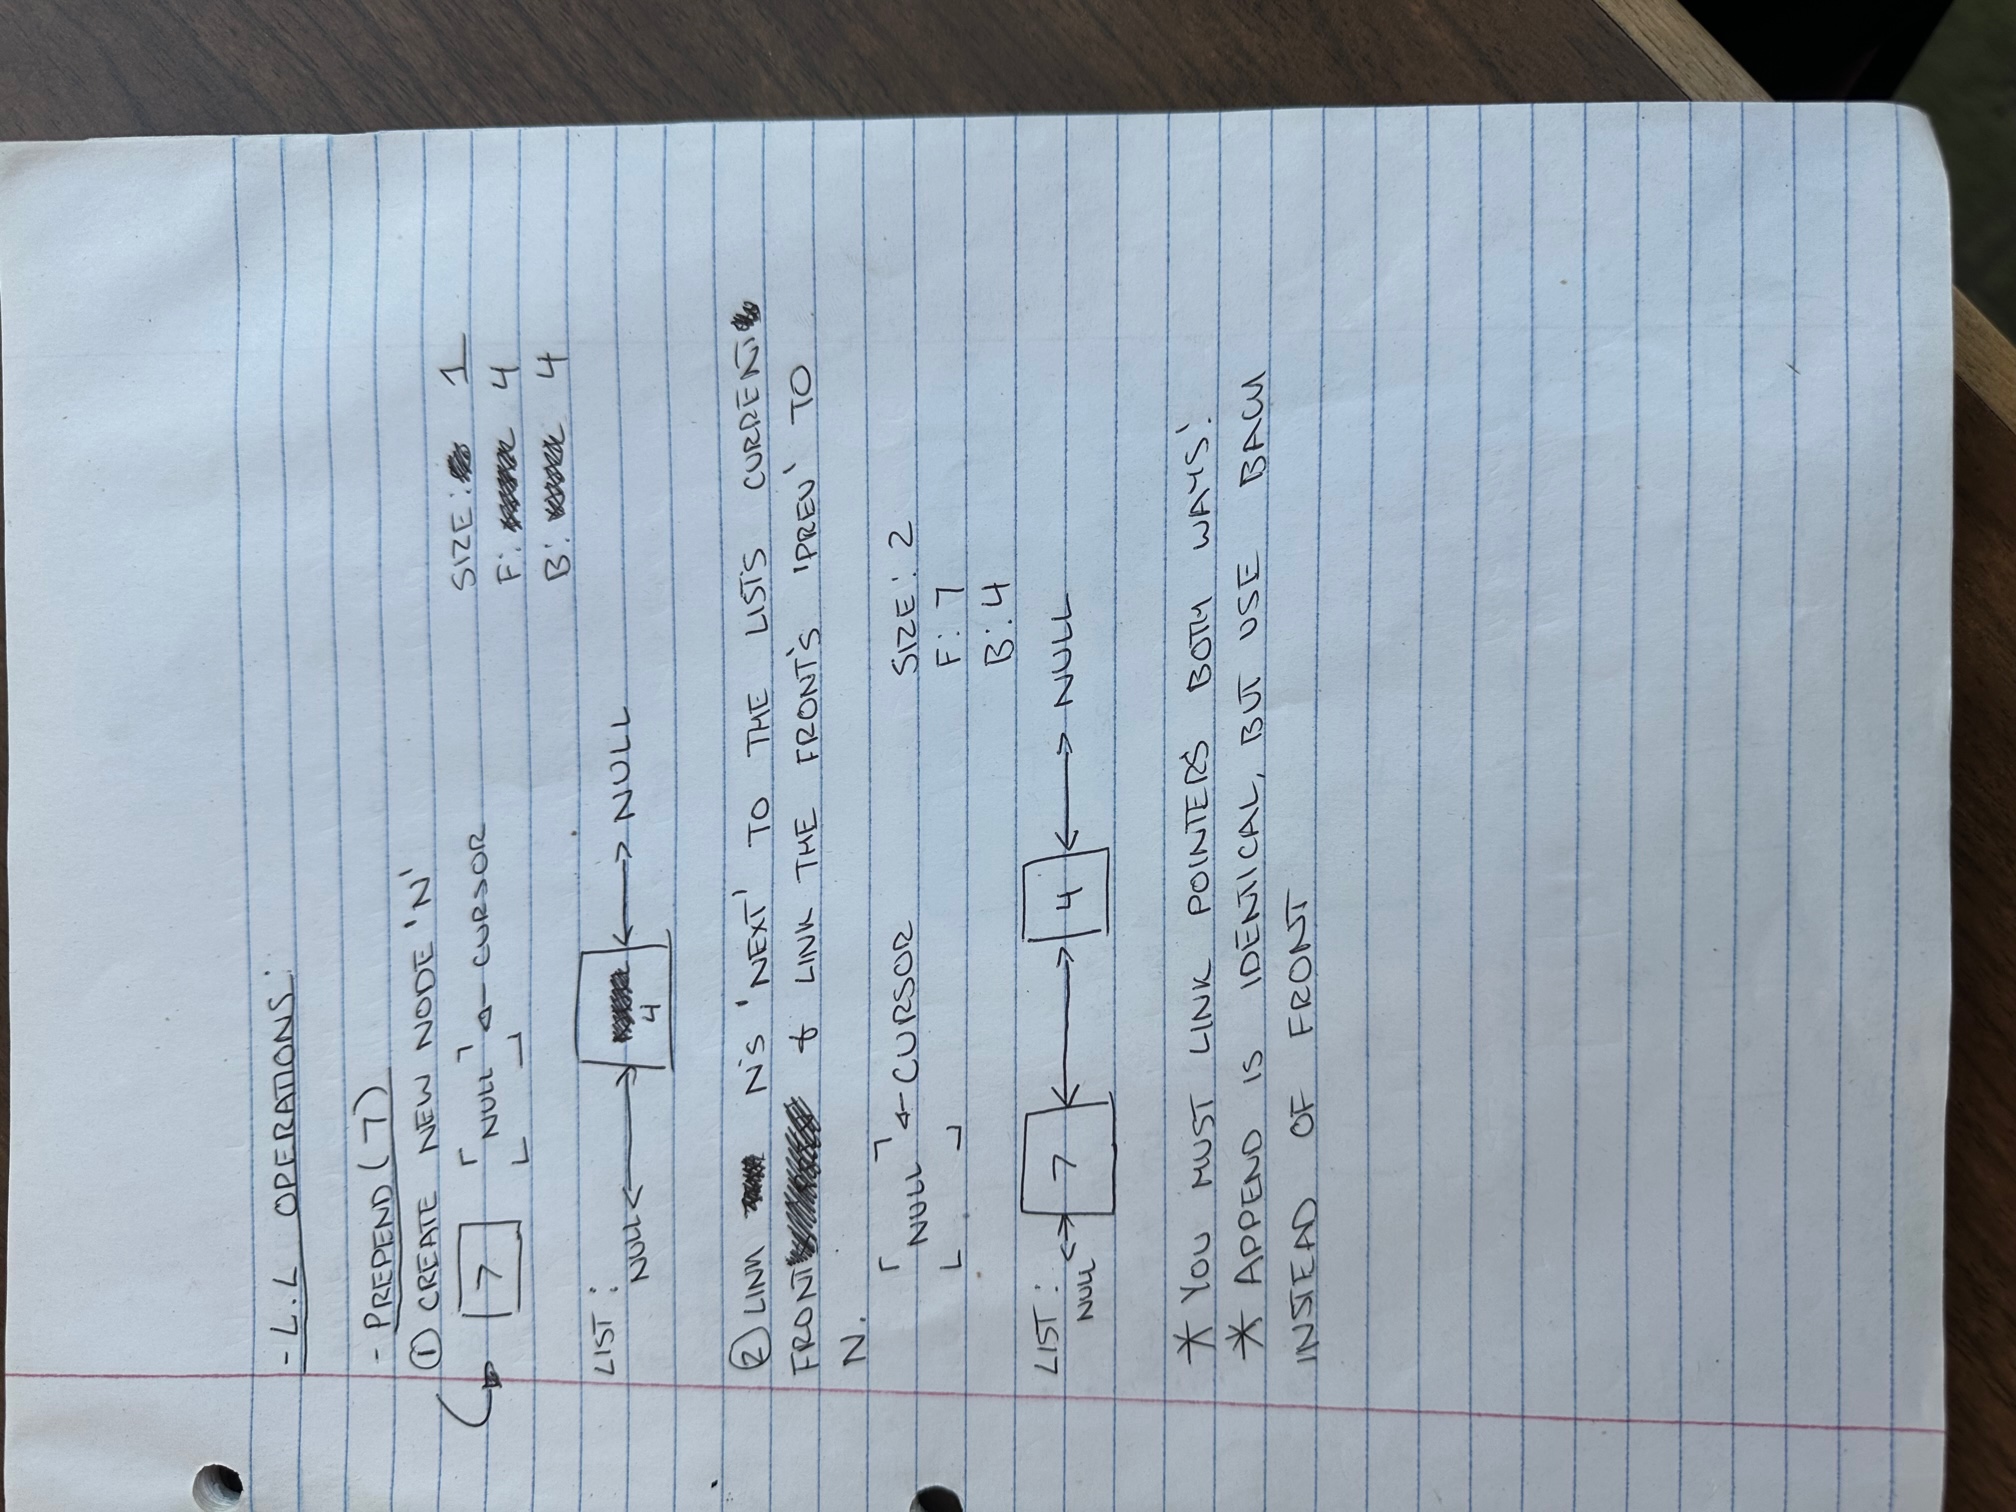 - L.L OPERATIONS:
- PREPEND (7)
① CREATE NEW NODE 'N'
7 NULL ← CURSOR
SIZE: 1
F: 4
B: 4
LIST:
NULL ↔ 4 ↔ NULL
② LINK N'S 'NEXT' TO THE LIST'S CURRENT
FRONT & LINK THE FRONT'S 'PREV' TO
N.
NULL ← CURSOR
SIZE: 2
F: 7
B: 4
LIST:
NULL ↔ 7 ↔ 4 ↔ NULL
* YOU MUST LINK POINTERS BOTH WAYS!
* APPEND IS IDENTICAL, BUT USE BACK
INSTEAD OF FRONT